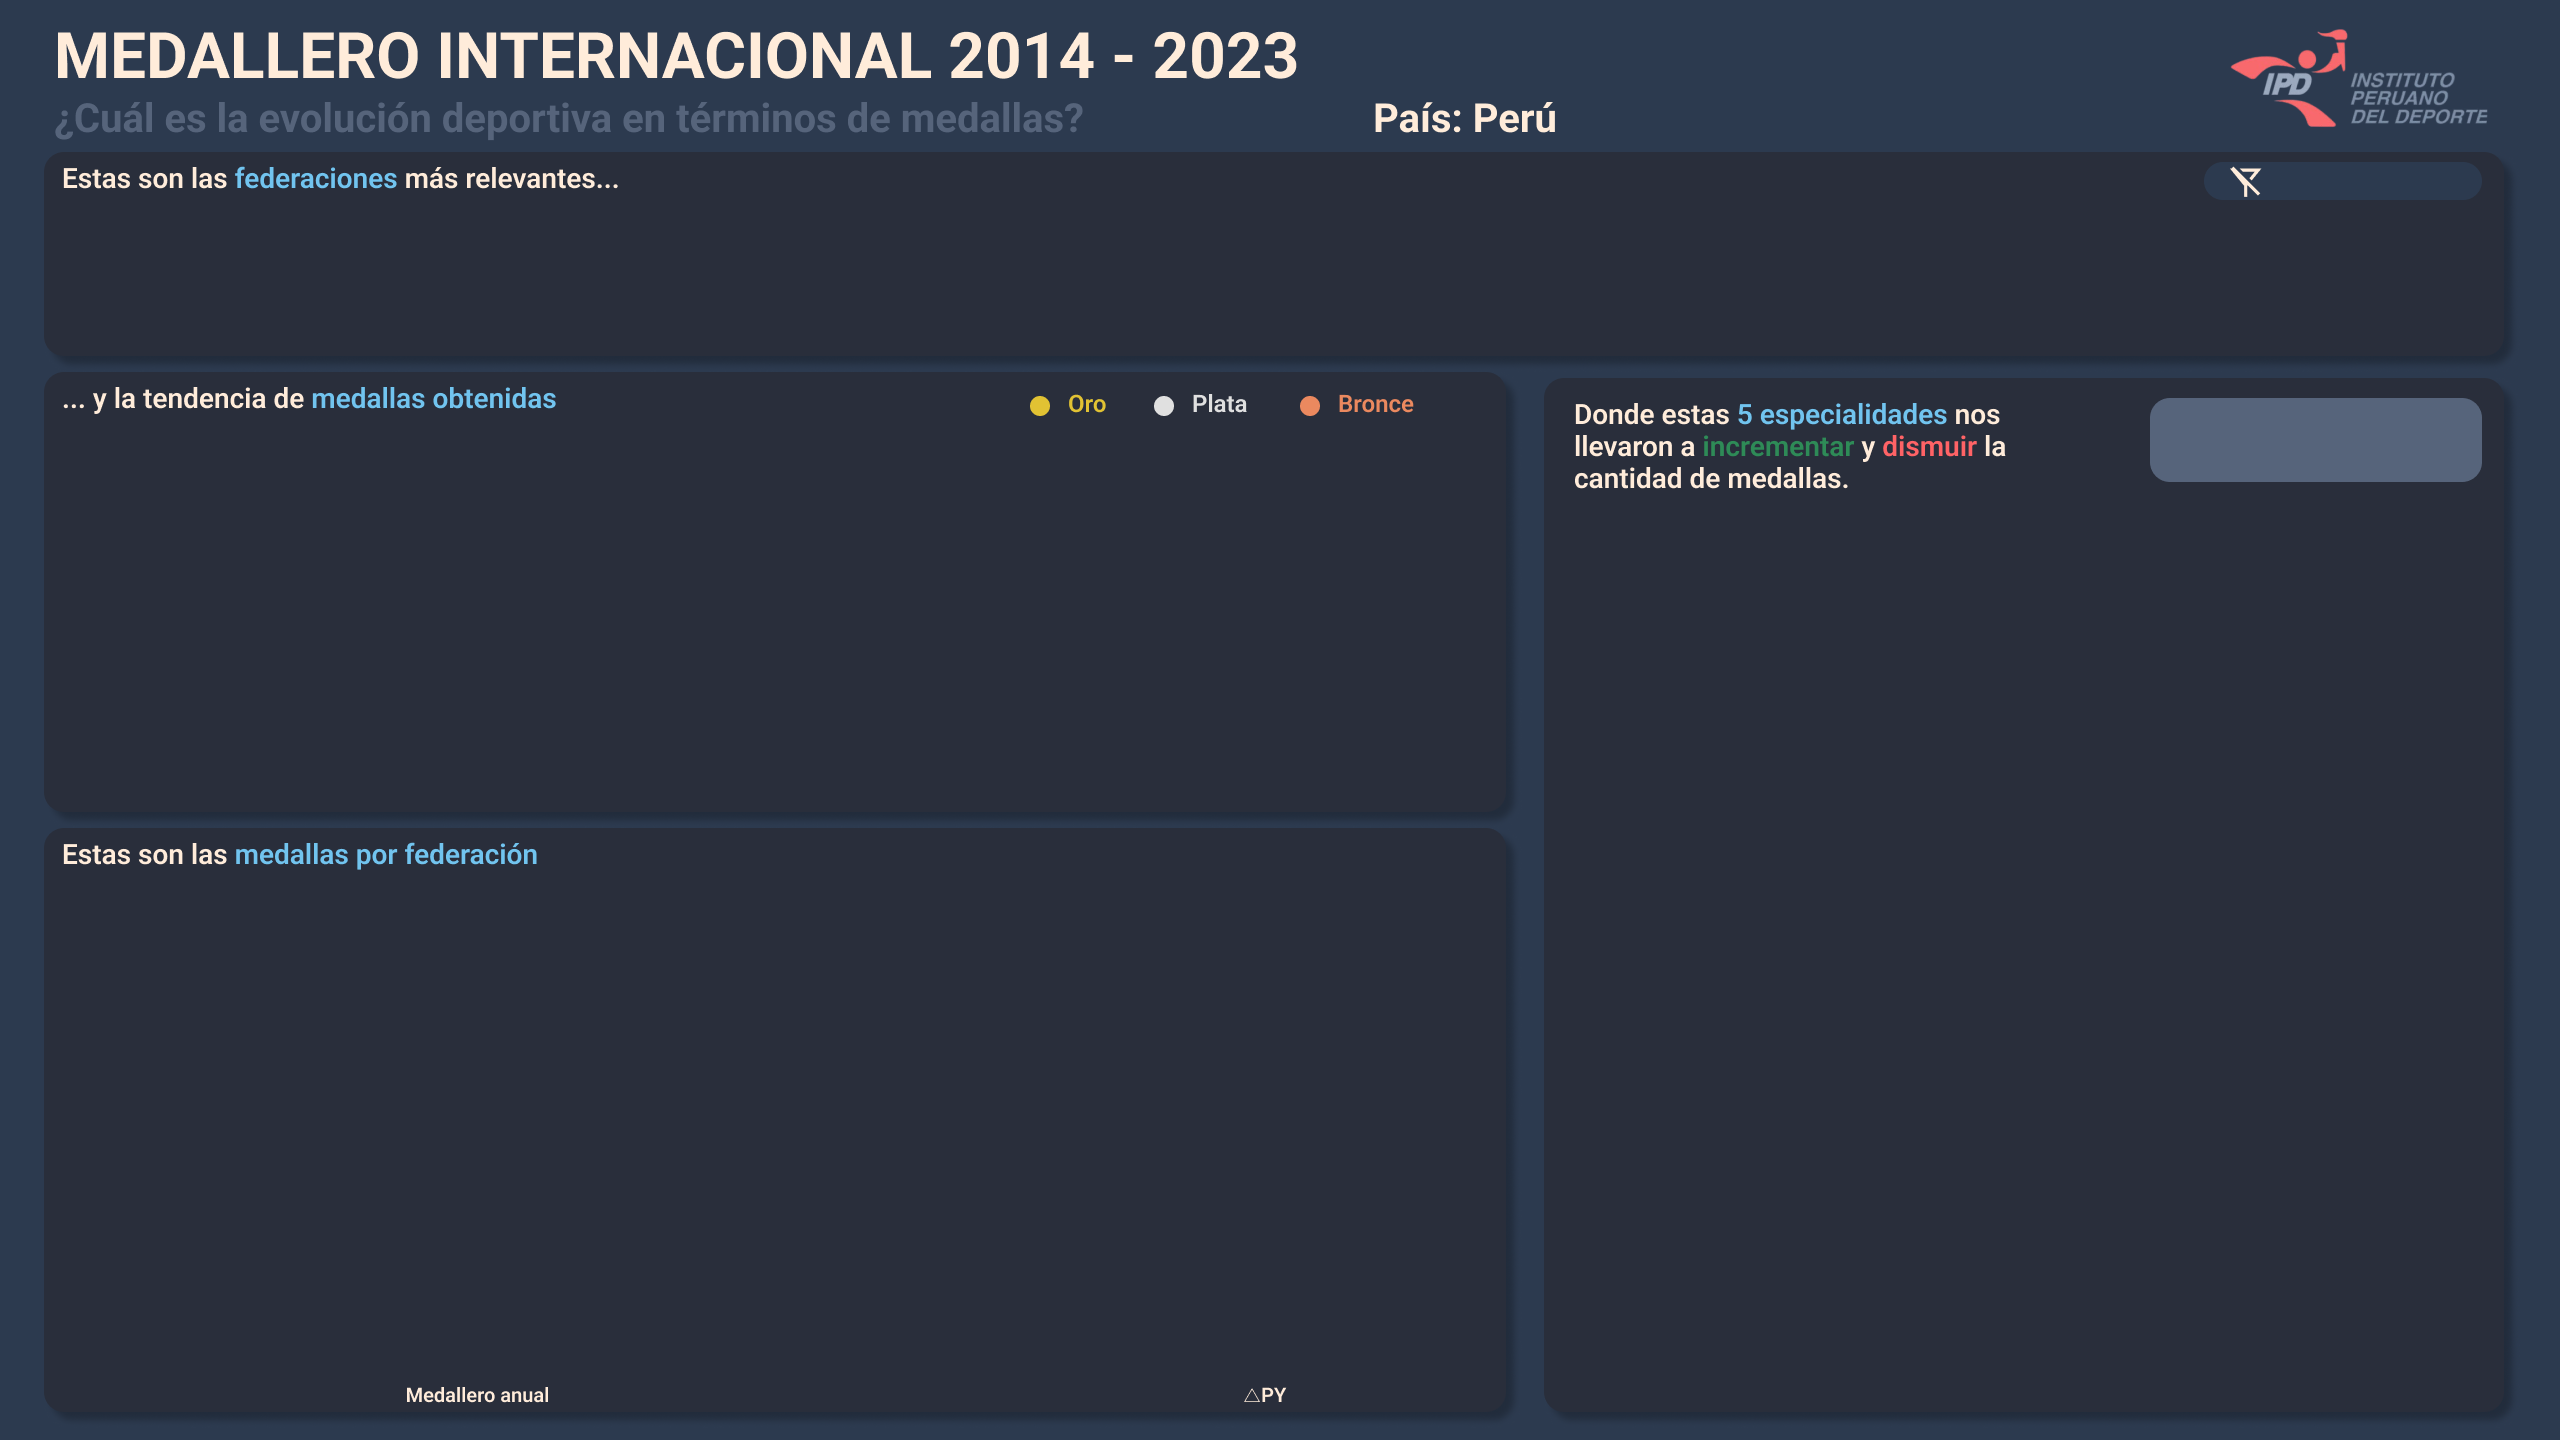 MEDALLERO INTERNACIONAL 2014 - 2023
¿Cuál es la evolución deportiva en términos de medallas?
País: Perú
IPD
INSTITUTO
PERUANO
DEL DEPORTE
Estas son las federaciones más relevantes...
... y la tendencia de medallas obtenidas
Oro
Plata
Bronce
Donde estas 5 especialidades nos
llevaron a incrementar y dismuir la
cantidad de medallas.
Estas son las medallas por federación
Medallero anual
△PY